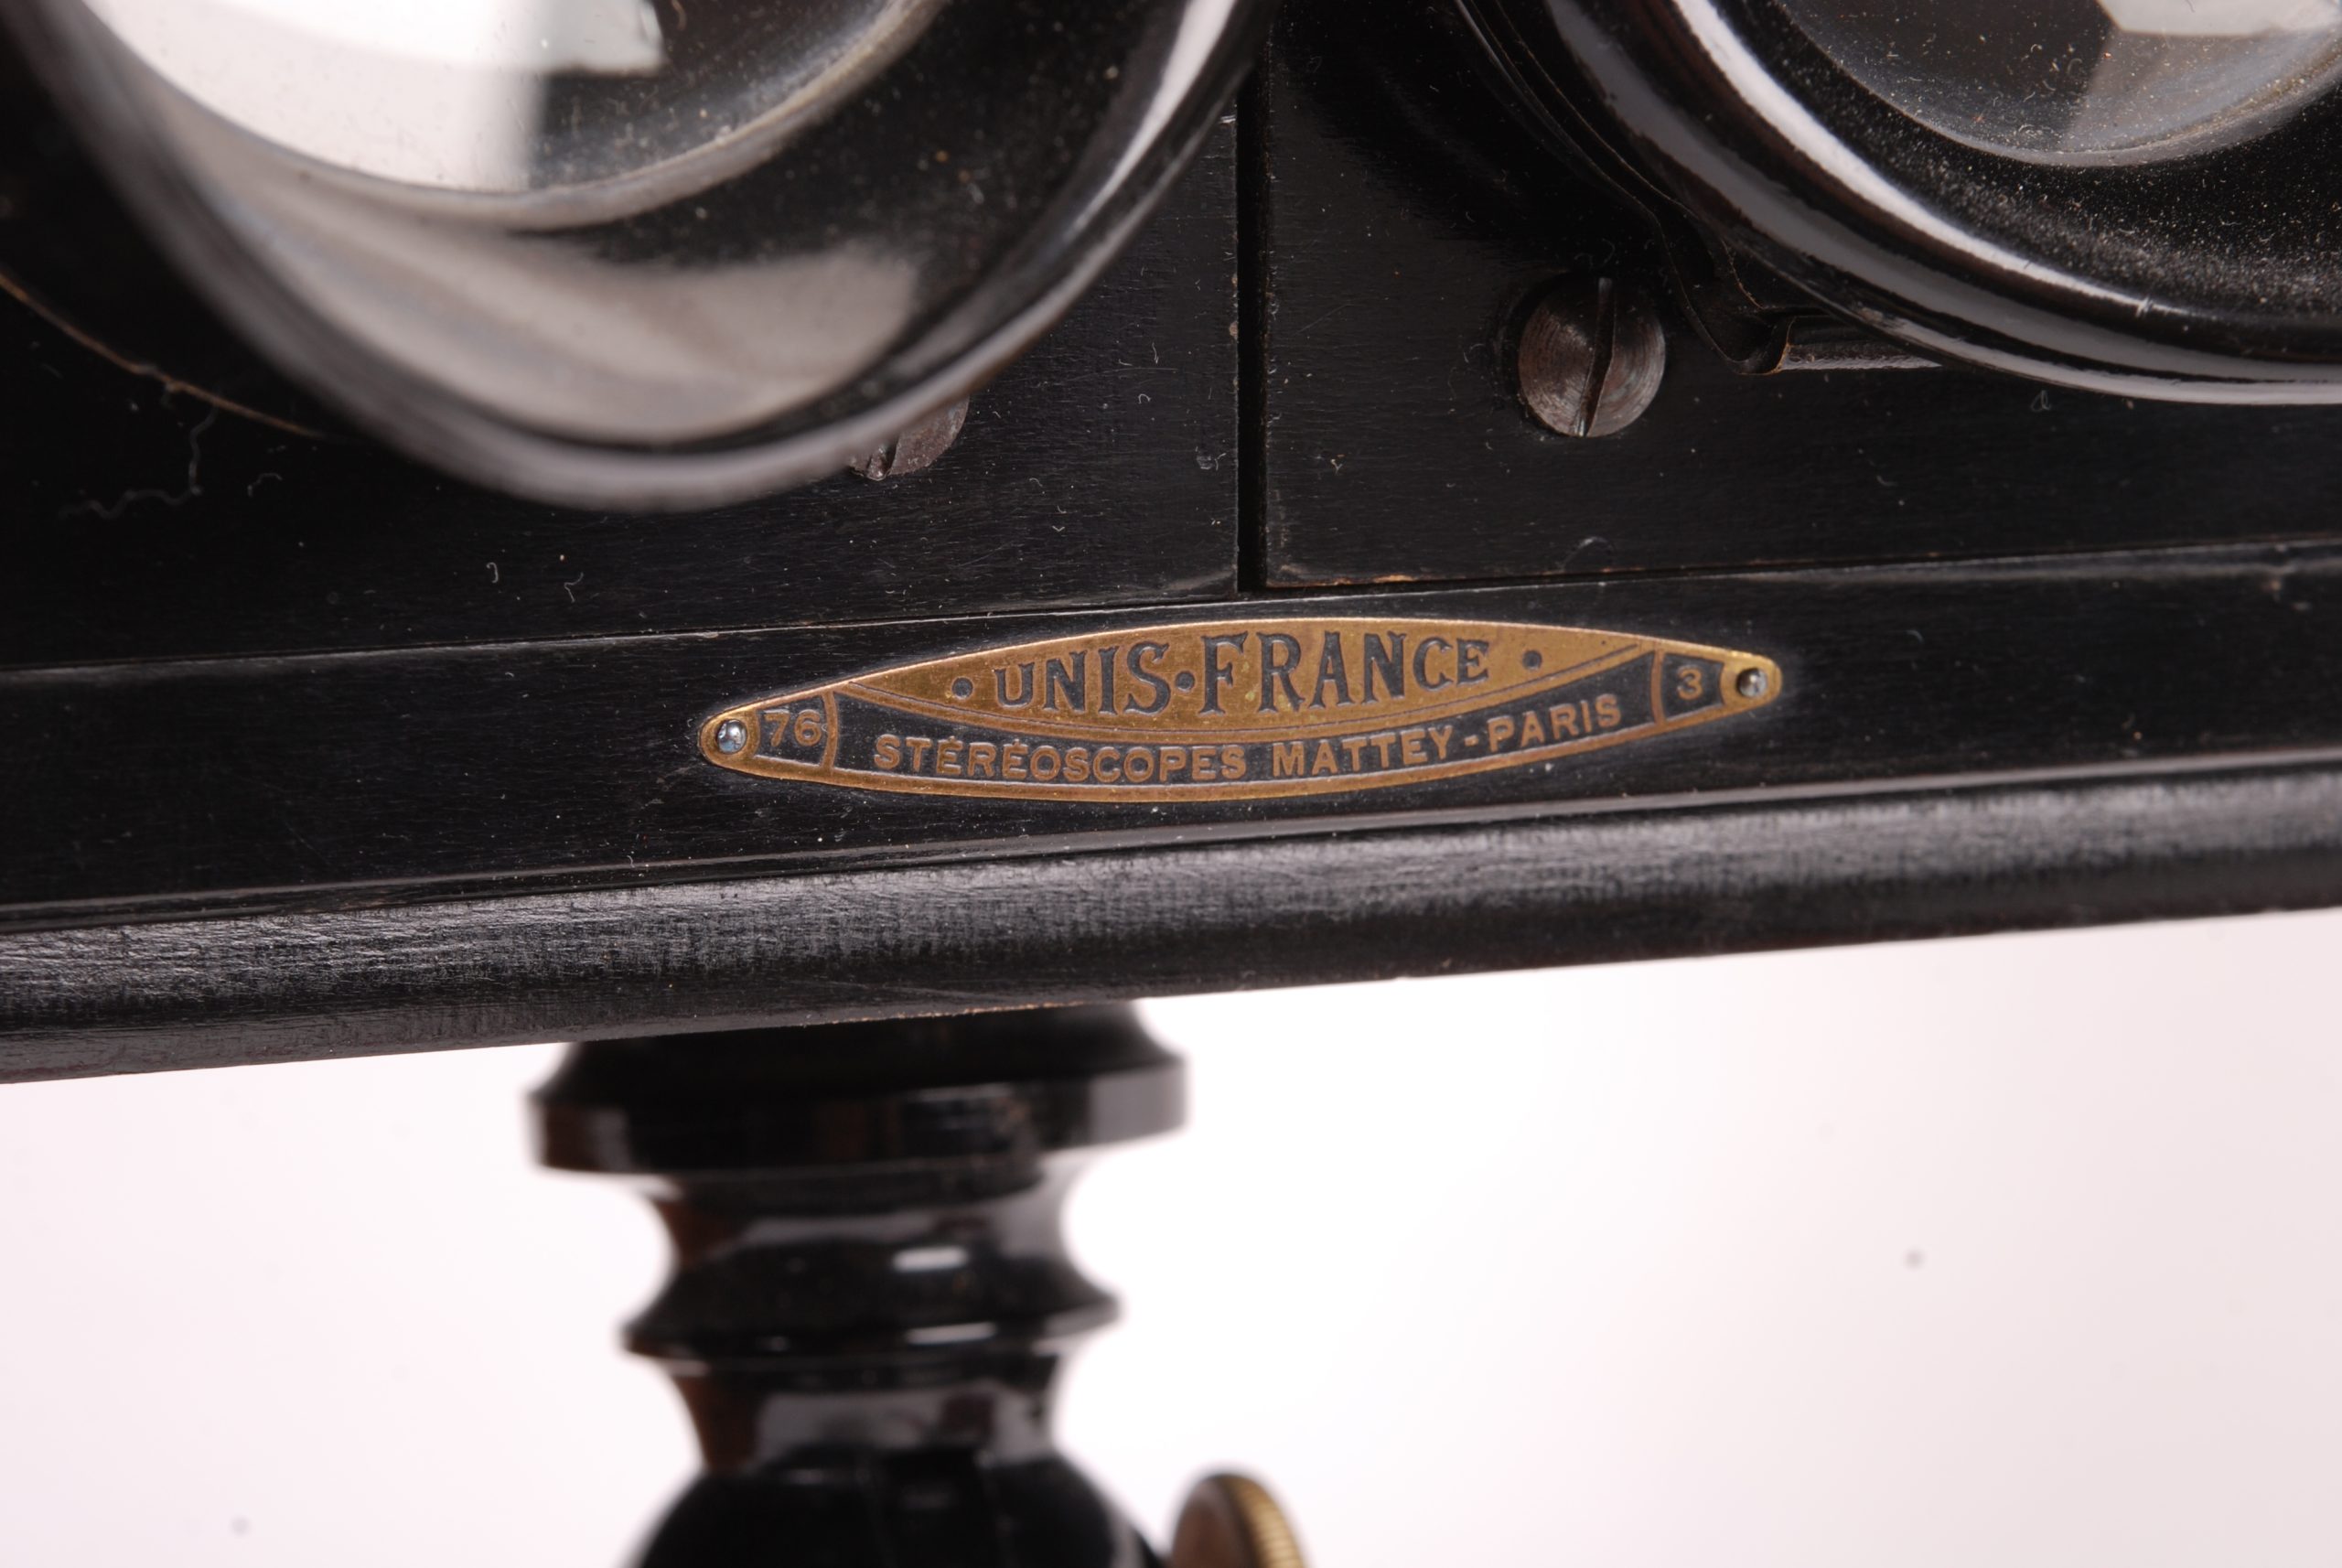 · UNIS·FRANCE ·
76 STÉRÉOSCOPES MATTEY-PARIS 3